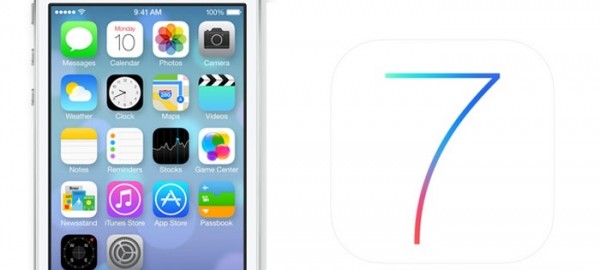 9:41 AM
Monday
10
Messages Calendar Photos Camera
280
Weather Clock Maps Videos
Notes Reminders Stocks Game Center
Newsstand iTunes Store App Store Passbook
7